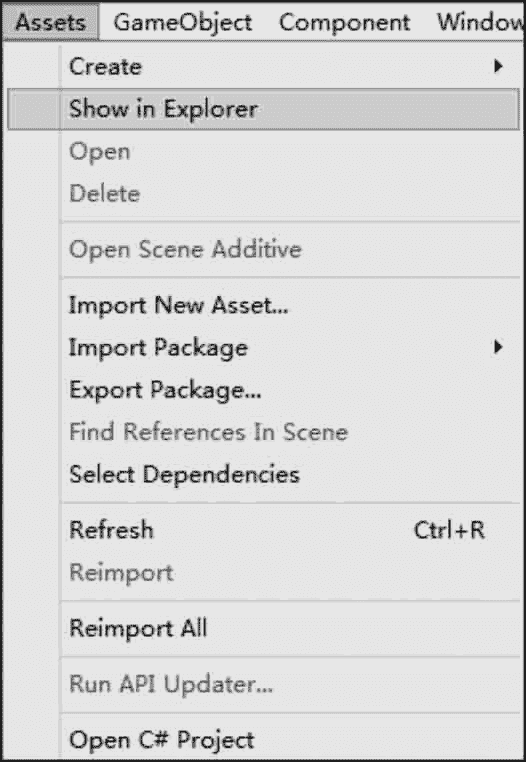 Assets GameObject Component Window
Create
Show in Explorer
Open
Delete
Open Scene Additive
Import New Asset...
Import Package
Export Package...
Find References In Scene
Select Dependencies
Refresh Ctrl+R
Reimport
Reimport All
Run API Updater...
Open C# Project